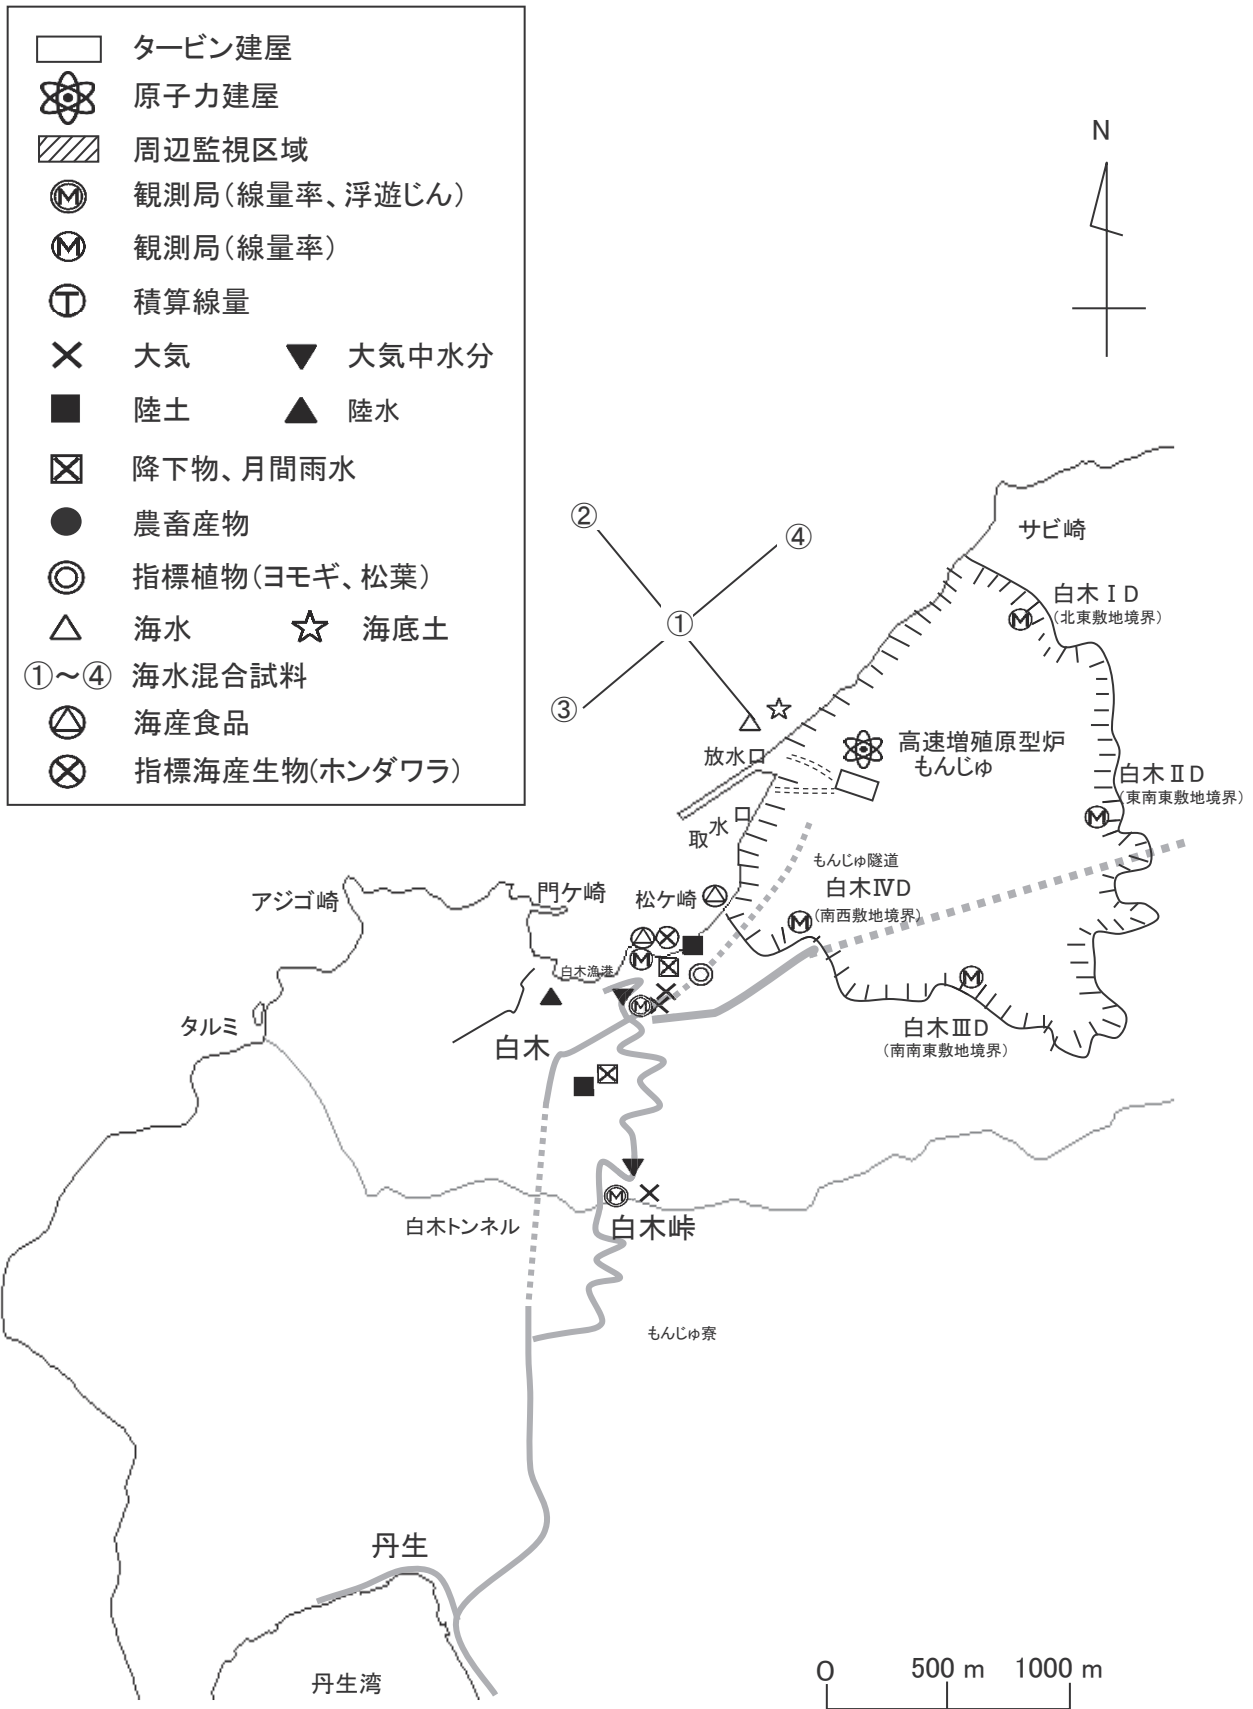 タービン建屋
原子力建屋
周辺監視区域
M 観測局(線量率、浮遊じん)
M 観測局(線量率)
T 積算線量
大気 大気中水分
陸土 陸水
降下物、月間雨水
農畜産物
指標植物(ヨモギ、松葉)
海水 海底土
①～④ 海水混合試料
海産食品
指標海産生物(ホンダワラ)
N
②
④
①
③
サビ崎
白木ⅠD
(北東敷地境界)
M
放水口
高速増殖原型炉
もんじゅ
白木ⅡD
(東南東敷地境界)
M
取水口
もんじゅ隧道
白木ⅣD
(南西敷地境界)
M
アジゴ崎
門ケ崎
松ケ崎
M
白木漁港
M
M
白木ⅢD
(南南東敷地境界)
タルミ
白木
M
白木トンネル
白木峠
もんじゅ寮
丹生
丹生湾
0 500 m 1000 m